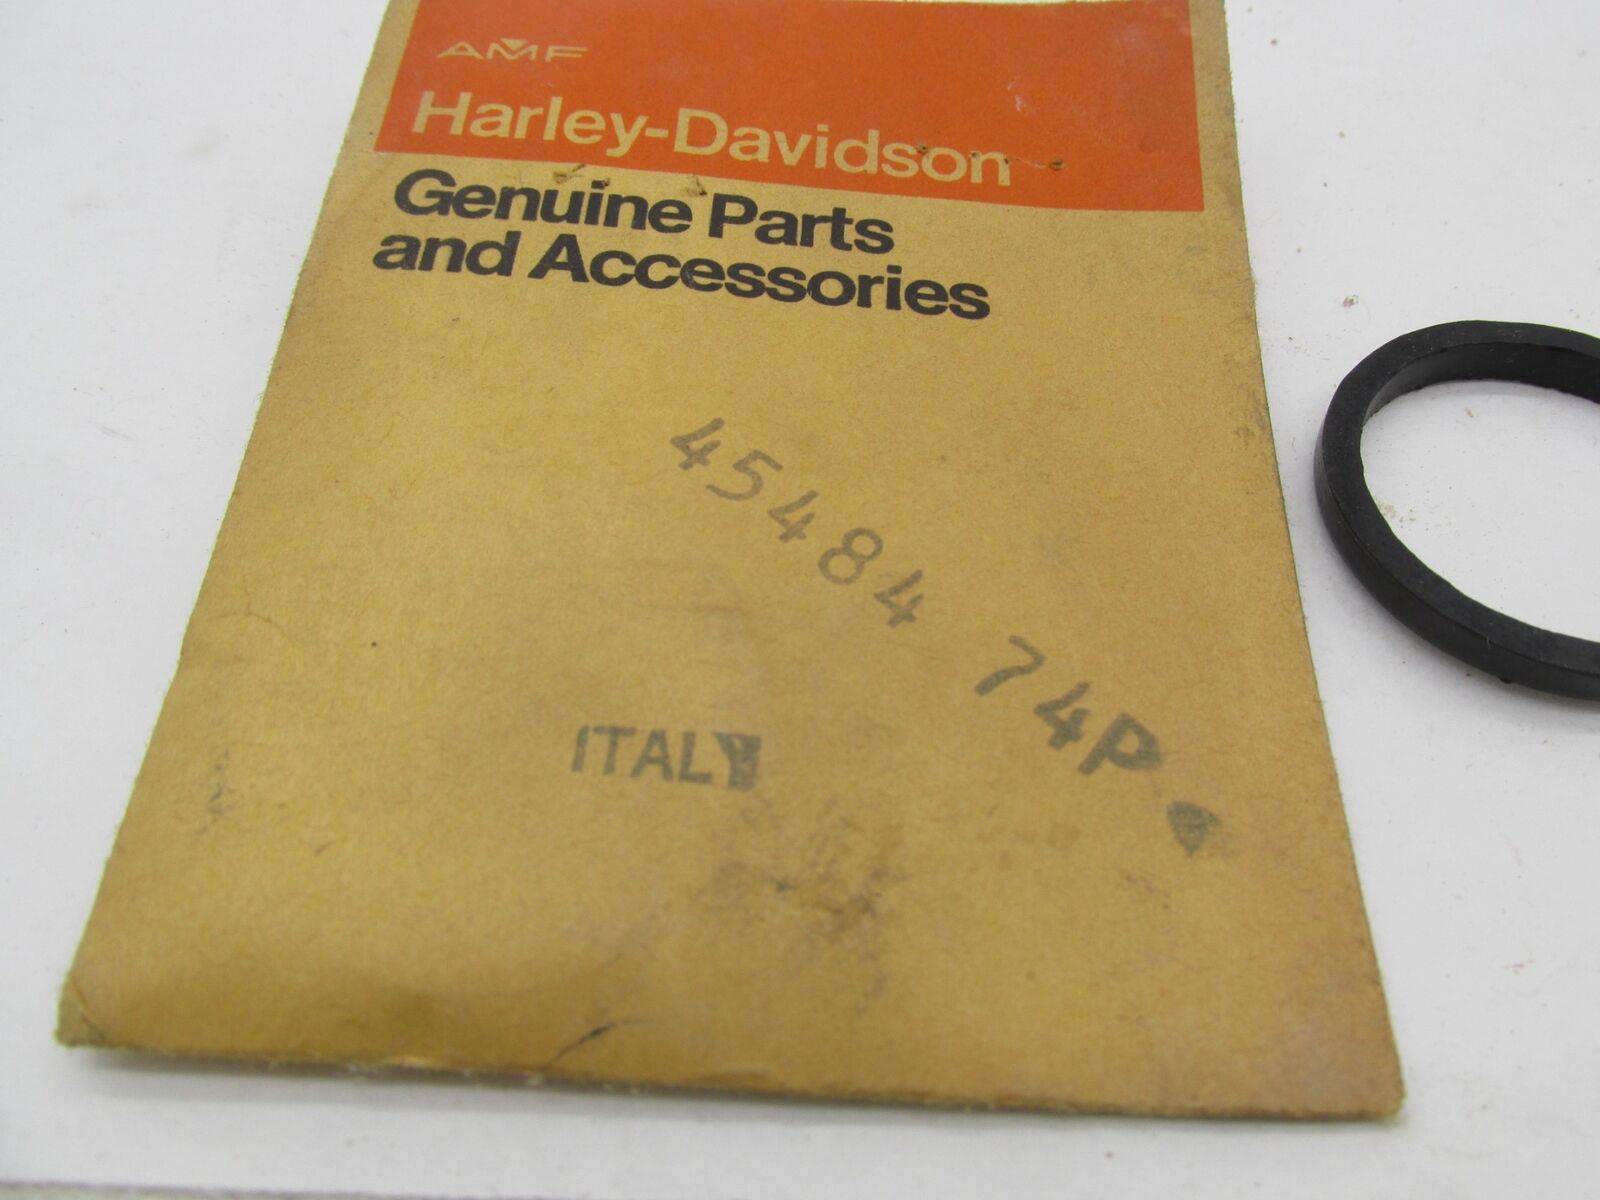 AMF
Harley-Davidson
Genuine Parts
and Accessories
45484 74P
ITALY